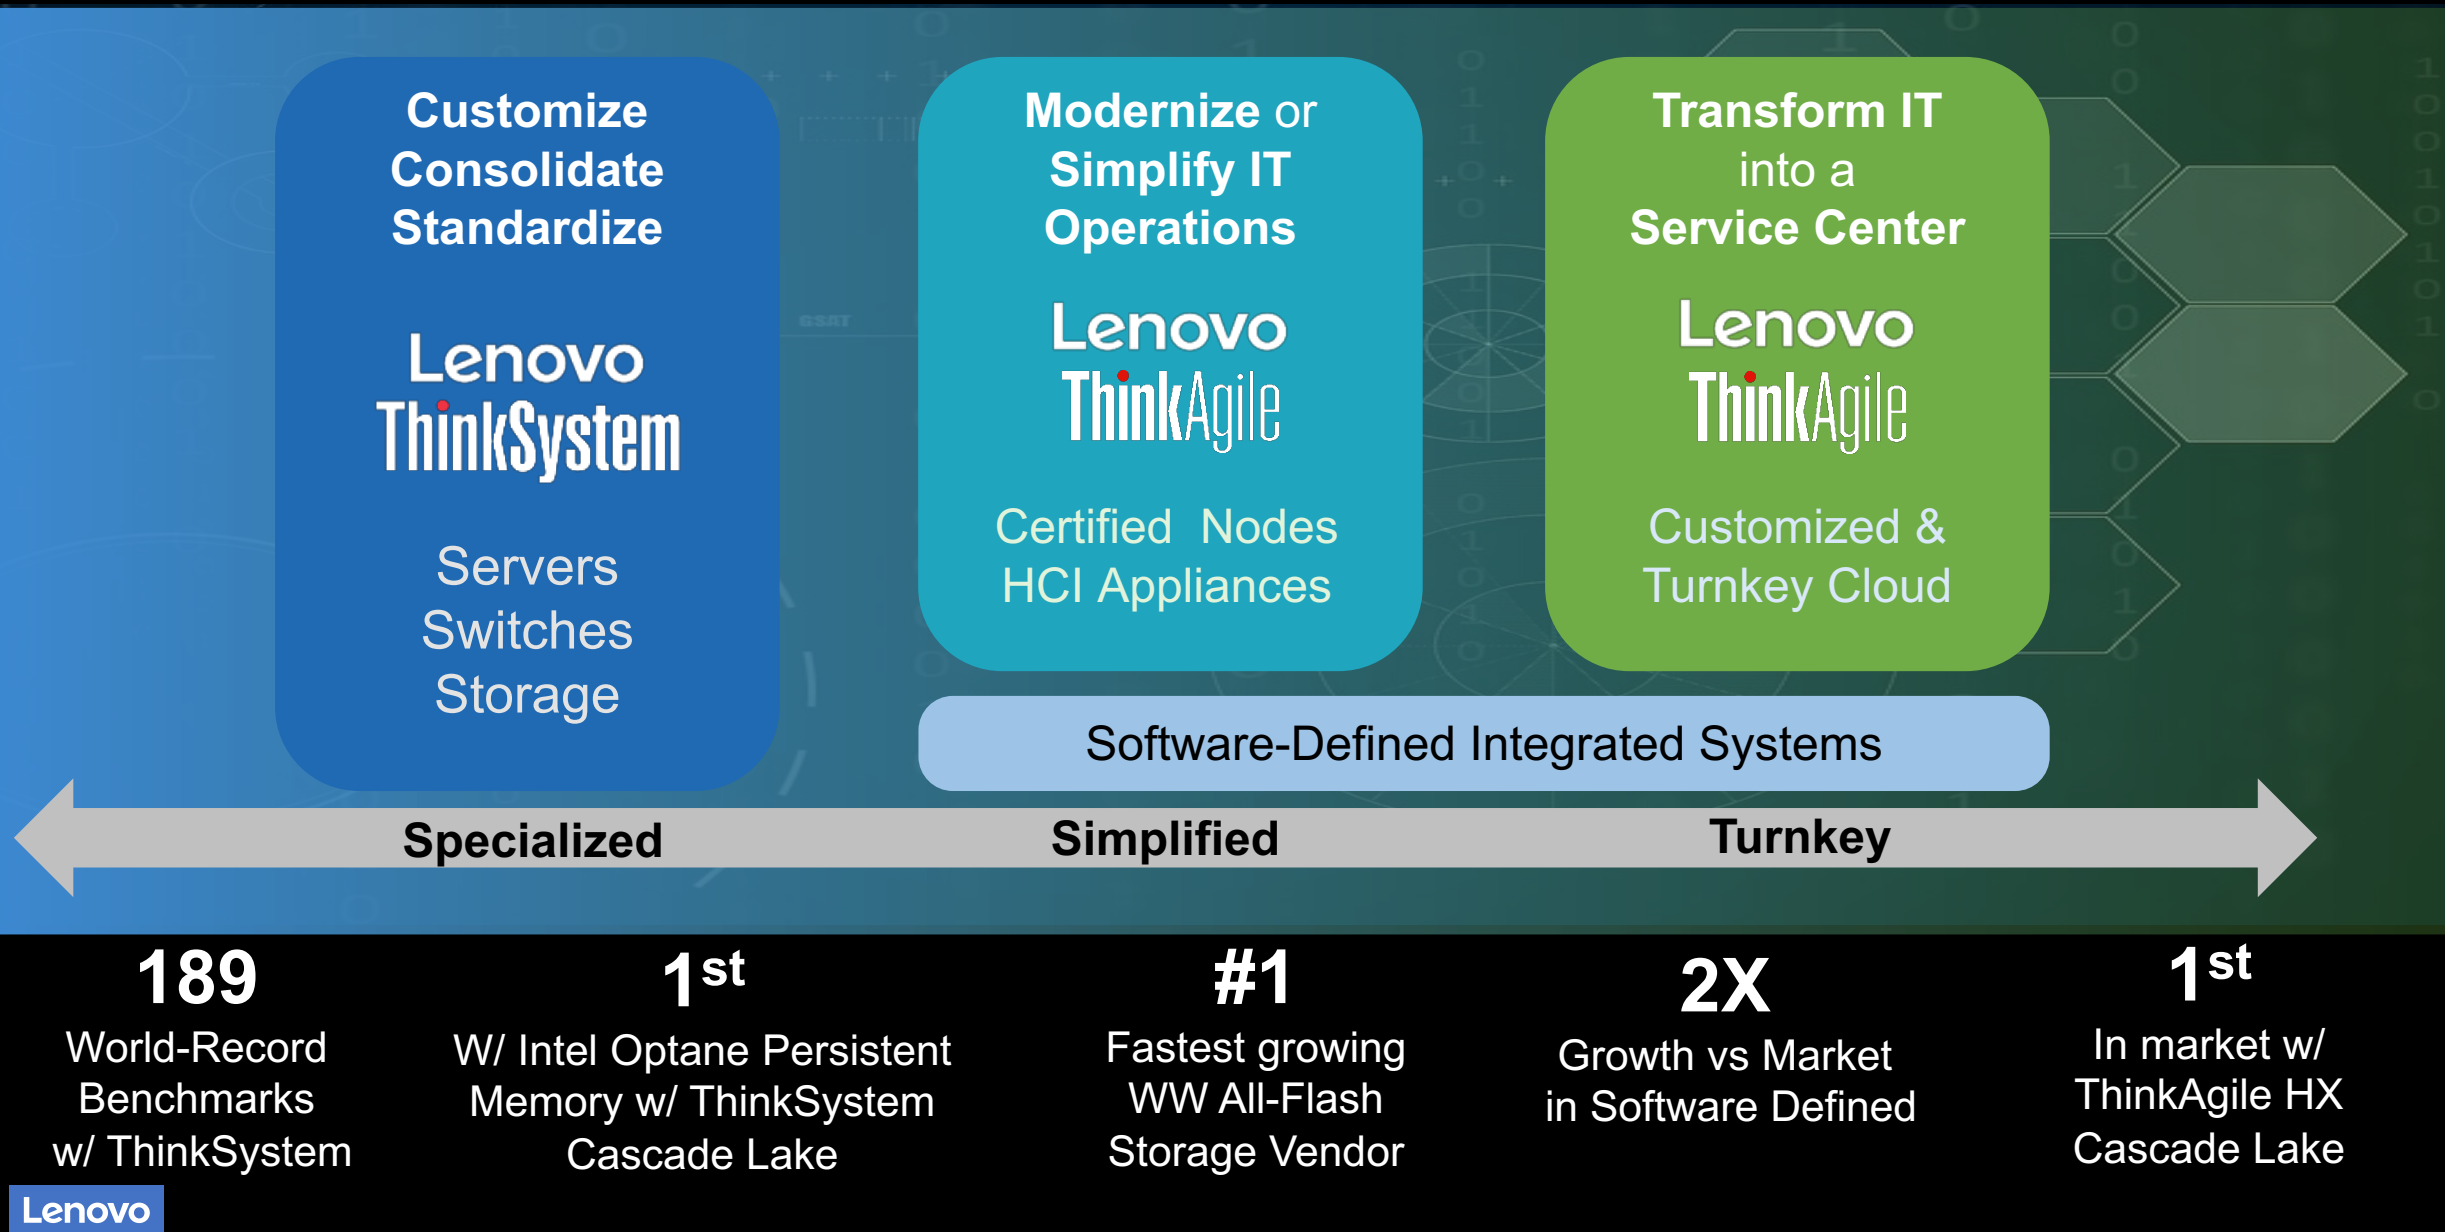 Customize
Consolidate
Standardize
Lenovo
ThinkSystem
Servers
Switches
Storage
Modernize or
Simplify IT
Operations
Lenovo
ThinkAgile
Certified Nodes
HCI Appliances
Transform IT
into a
Service Center
Lenovo
ThinkAgile
Customized &
Turnkey Cloud
Software-Defined Integrated Systems
Specialized
Simplified
Turnkey
189
World-Record
Benchmarks
w/ ThinkSystem
1st
W/ Intel Optane Persistent
Memory w/ ThinkSystem
Cascade Lake
#1
Fastest growing
WW All-Flash
Storage Vendor
2X
Growth vs Market
in Software Defined
1st
In market w/
ThinkAgile HX
Cascade Lake
Lenovo